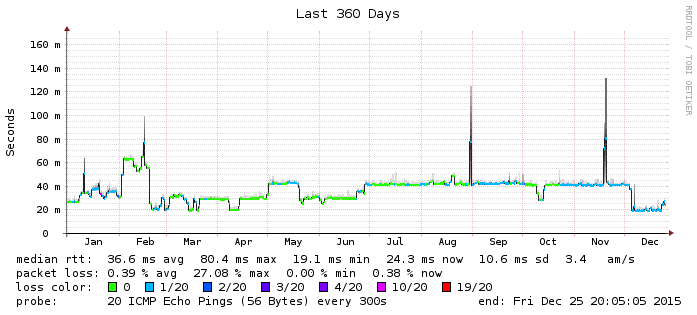 Last 360 Days
RRDTOOL / TOBI OETIKER
Seconds
160 m
140 m
120 m
100 m
80 m
60 m
40 m
20 m
0
Jan Feb Mar Apr May Jun Jul Aug Sep Oct Nov Dec
median rtt: 36.6 ms avg 80.4 ms max 19.1 ms min 24.3 ms now 10.6 ms sd 3.4 am/s
packet loss: 0.39 % avg 27.08 % max 0.00 % min 0.38 % now
loss color: 0 1/20 2/20 3/20 4/20 10/20 19/20
probe: 20 ICMP Echo Pings (56 Bytes) every 300s end: Fri Dec 25 20:05:05 2015